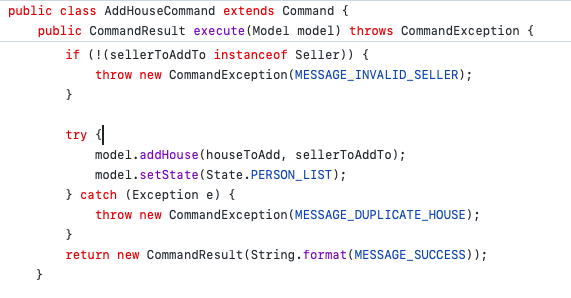 public class AddHouseCommand extends Command {
    public CommandResult execute(Model model) throws CommandException {
        if (!(sellerToAddTo instanceof Seller)) {
            throw new CommandException(MESSAGE_INVALID_SELLER);
        }

        try {
            model.addHouse(houseToAdd, sellerToAddTo);
            model.setState(State.PERSON_LIST);
        } catch (Exception e) {
            throw new CommandException(MESSAGE_DUPLICATE_HOUSE);
        }
        return new CommandResult(String.format(MESSAGE_SUCCESS));
    }